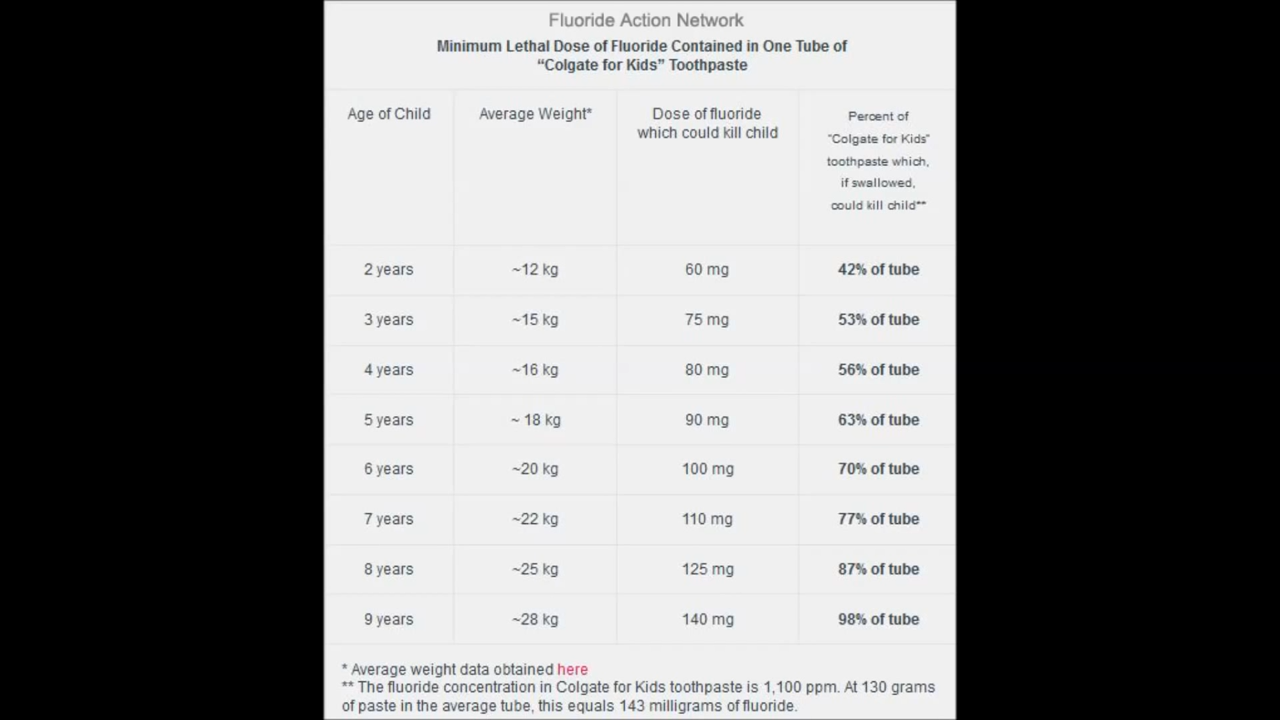 Fluoride Action Network
Minimum Lethal Dose of Fluoride Contained in One Tube of
“Colgate for Kids” Toothpaste
Age of Child
Average Weight*
Dose of fluoride
which could kill child
Percent of
"Colgate for Kids"
toothpaste which,
if swallowed,
could kill child**
2 years ~12 kg 60 mg 42% of tube
3 years ~15 kg 75 mg 53% of tube
4 years ~16 kg 80 mg 56% of tube
5 years ~ 18 kg 90 mg 63% of tube
6 years ~20 kg 100 mg 70% of tube
7 years ~22 kg 110 mg 77% of tube
8 years ~25 kg 125 mg 87% of tube
9 years ~28 kg 140 mg 98% of tube
* Average weight data obtained here
** The fluoride concentration in Colgate for Kids toothpaste is 1,100 ppm. At 130 grams
of paste in the average tube, this equals 143 milligrams of fluoride.